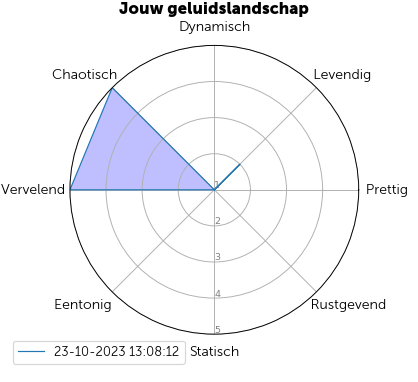 Jouw geluidslandschap
Dynamisch
Chaotisch
Levendig
Vervelend
1
Prettig
2
3
4
Eentonig
Rustgevend
5
23-10-2023 13:08:12
Statisch